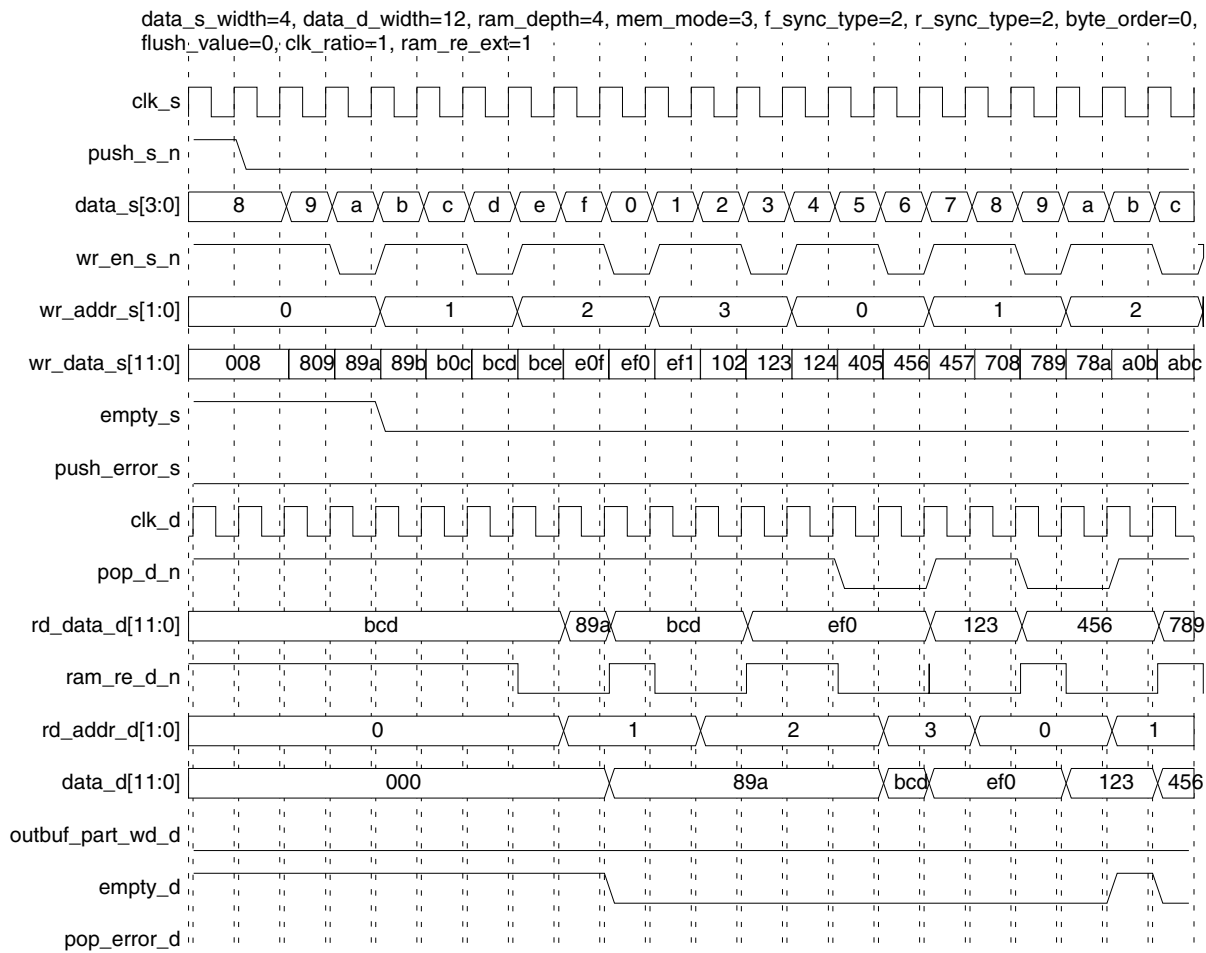 data_s_width=4, data_d_width=12, ram_depth=4, mem_mode=3, f_sync_type=2, r_sync_type=2, byte_order=0,
flush_value=0, clk_ratio=1, ram_re_ext=1
clk_s
push_s_n
data_s[3:0] 8 9 a b c d e f 0 1 2 3 4 5 6 7 8 9 a b c
wr_en_s_n
wr_addr_s[1:0] 0 1 2 3 0 1 2
wr_data_s[11:0] 008 809 89a 89b b0c bcd bce e0f ef0 ef1 102 123 124 405 456 457 708 789 78a a0b abc
empty_s
push_error_s
clk_d
pop_d_n
rd_data_d[11:0] bcd 89a bcd ef0 123 456 789
ram_re_d_n
rd_addr_d[1:0] 0 1 2 3 0 1
data_d[11:0] 000 89a bcd ef0 123 456
outbuf_part_wd_d
empty_d
pop_error_d